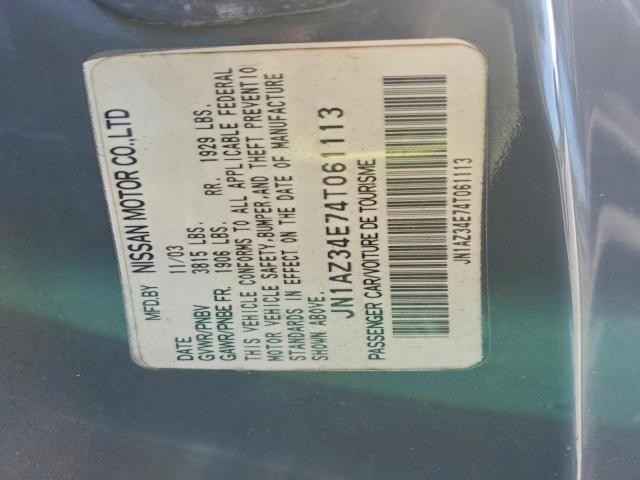 MFD.BY NISSAN MOTOR CO.,LTD
DATE 11/03
GVWR/PNBV 3815 LBS.
GAWR/PNBE FR. 1906 LBS. RR. 1929 LBS.
THIS VEHICLE CONFORMS TO ALL APPLICABLE FEDERAL
MOTOR VEHICLE SAFETY,BUMPER,AND THEFT PREVENTIO
STANDARDS IN EFFECT ON THE DATE OF MANUFACTURE
SHOWN ABOVE.
JN1AZ34E74T061113
PASSENGER CAR/VOITURE DE TOURISME
JN1AZ34E74T061113